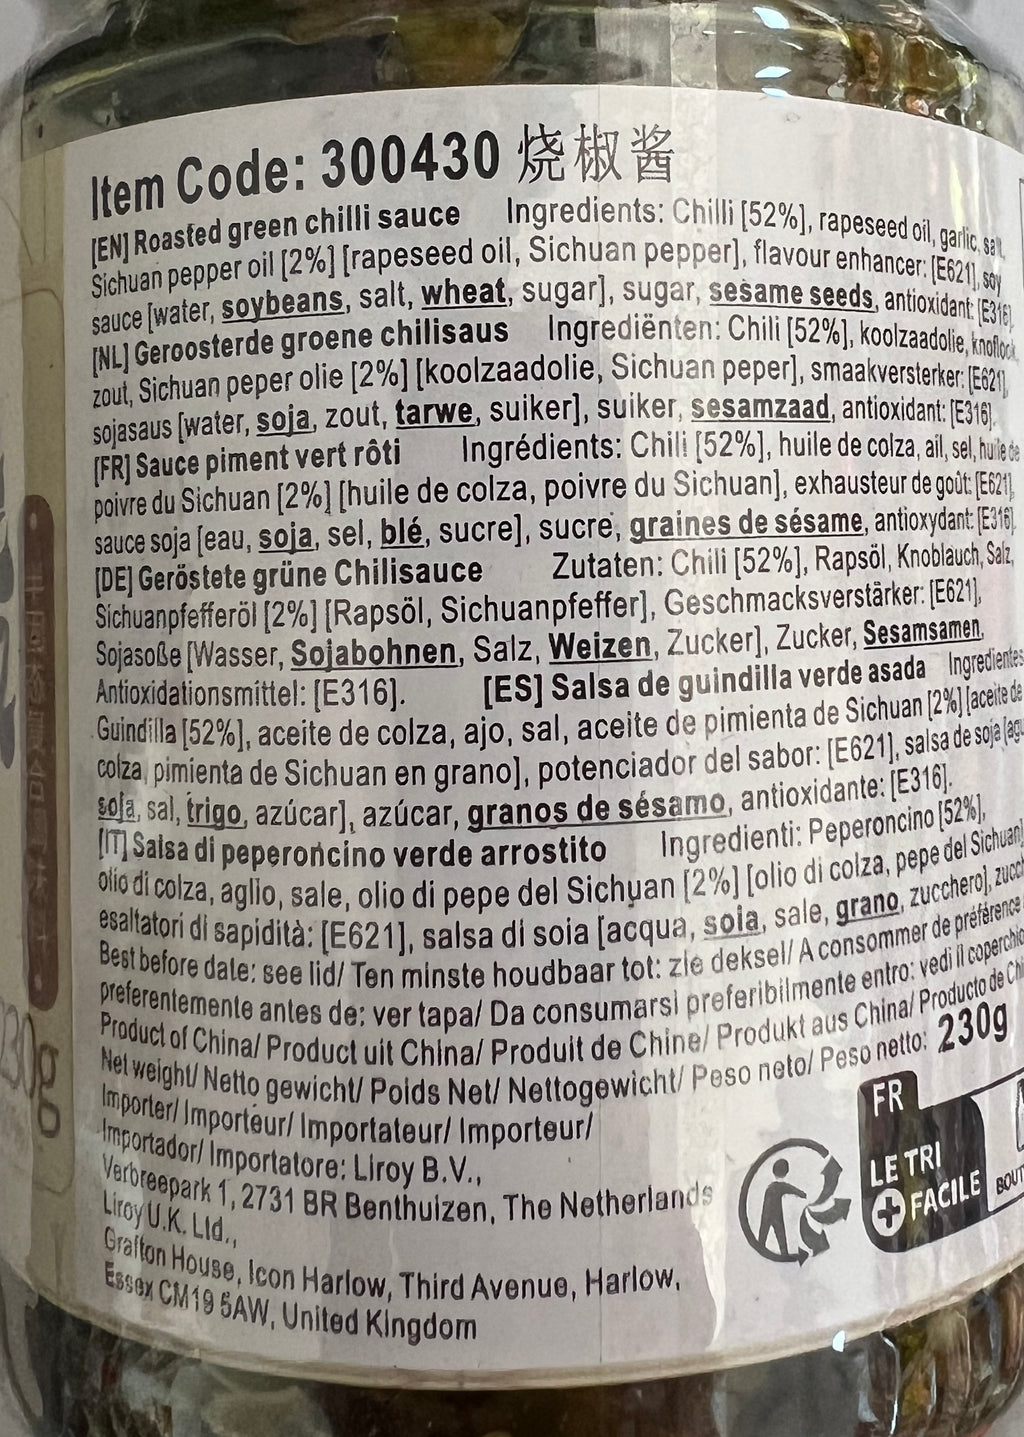 Item Code: 300430 烧椒酱
[EN] Roasted green chilli sauce Ingredients: Chilli [52%], rapeseed oil, garlic, salt,
Sichuan pepper oil [2%] [rapeseed oil, Sichuan pepper], flavour enhancer: [E621], soy
sauce [water, soybeans, salt, wheat, sugar], sugar, sesame seeds, antioxidant: [E316]
[NL] Geroosterde groene chilisaus Ingrediënten: Chili [52%], koolzaadolie, knoflook,
zout, Sichuan peper olie [2%] [koolzaadolie, Sichuan peper], smaakversterker: [E621],
sojasaus [water, soja, zout, tarwe, suiker], suiker, sesamzaad, antioxidant: [E316].
[FR] Sauce piment vert rôti Ingrédients: Chili [52%], huile de colza, ail, sel, huile de
poivre du Sichuan [2%] [huile de colza, poivre du Sichuan], exhausteur de goût: [E621],
sauce soja [eau, soja, sel, blé, sucre], sucre, graines de sésame, antioxydant: [E316]
[DE] Geröstete grüne Chilisauce Zutaten: Chili [52%], Rapsöl, Knoblauch, Salz,
Sichuanpfefferöl [2%] [Rapsöl, Sichuanpfeffer], Geschmacksverstärker: [E621],
Sojasoße [Wasser, Sojabohnen, Salz, Weizen, Zucker], Zucker, Sesamsamen,
Antioxidationsmittel: [E316]. [ES] Salsa de guindilla verde asada Ingredientes
Guindilla [52%], aceite de colza, ajo, sal, aceite de pimienta de Sichuan [2%] [aceite de
colza, pimienta de Sichuan en grano], potenciador del sabor: [E621], salsa de soja
soja, sal, trigo, azúcar], azúcar, granos de sésamo, antioxidante: [E316].
[IT] Salsa di peperoncino verde arrostito Ingredienti: Peperoncino [52%],
olio di colza, aglio, sale, olio di pepe del Sichuan [2%] [olio di colza, pepe del Sichuan]
esaltatori di sapidità: [E621], salsa di soia [acqua, soia, sale, grano, zucchero],
Best before date: see lid/ Ten minste houdbaar tot: zie deksel/ A consommer de préférence
preferentemente antes de: ver tapa/ Da consumarsi preferibilmente entro: vedi il coperchio
Product of China/ Product uit China/ Produit de Chine/ Produkt aus China/ Producto de
Net weight/ Netto gewicht/ Poids Net/ Nettogewicht/ Peso neto/ Peso netto: 230g
Importer/ Importeur/ Importateur/ Importeur/
Importador/ Importatore: Liroy B.V.,
Verbreepark 1, 2731 BR Benthuizen, The Netherlands
Liroy U.K. Ltd.,
Grafton House, Icon Harlow, Third Avenue, Harlow,
Essex CM19 5AW, United Kingdom
FR
LE TRI
+ FACILE
230g